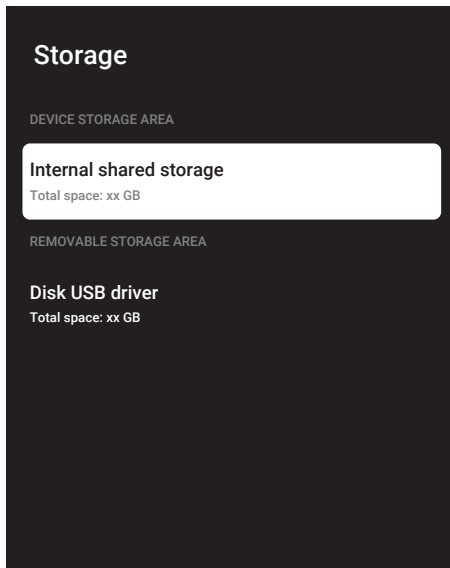 Storage
DEVICE STORAGE AREA
Internal shared storage
Total space: xx GB
REMOVABLE STORAGE AREA
Disk USB driver
Total space: xx GB